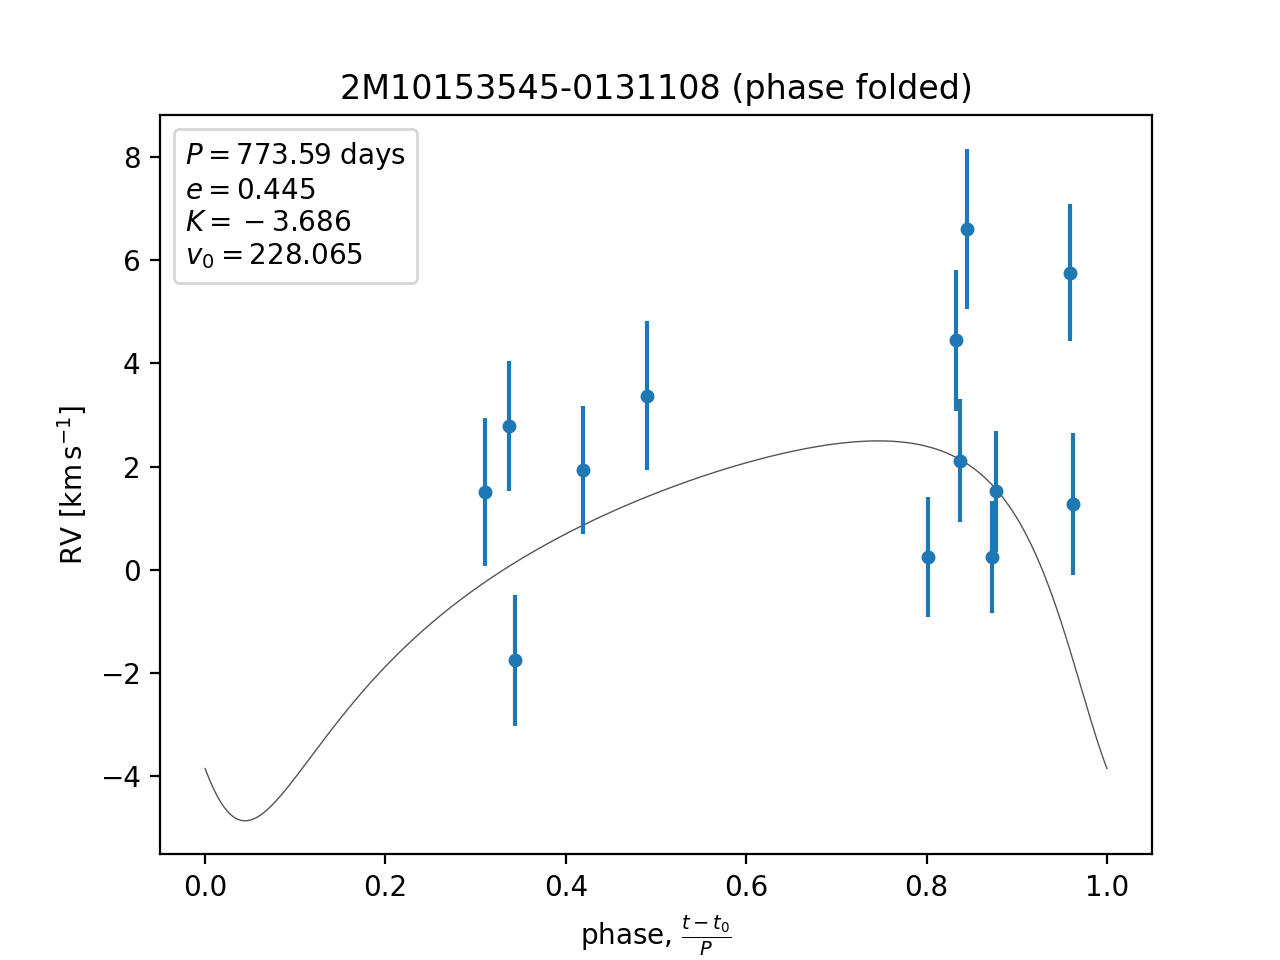 2M10153545-0131108 (phase folded)
P = 773.59 days
e = 0.445
K = −3.686
v₀ = 228.065
8
6
4
2
0
−2
−4
RV [km s⁻¹]
0.0 0.2 0.4 0.6 0.8 1.0
phase, (t − t₀)/P